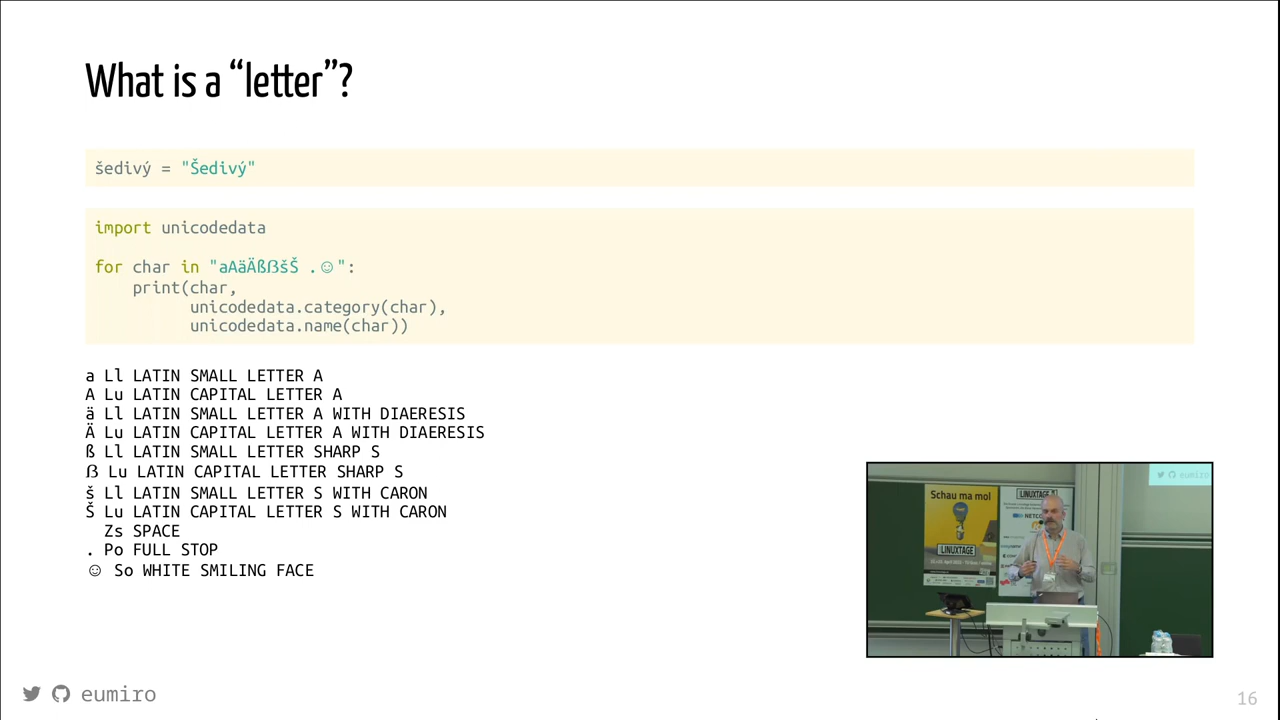 What is a “letter”?
šedivý = "Šedivý"
import unicodedata
for char in "aAäÄßẞšŠ .☺":
    print(char,
          unicodedata.category(char),
          unicodedata.name(char))
a Ll LATIN SMALL LETTER A
A Lu LATIN CAPITAL LETTER A
ä Ll LATIN SMALL LETTER A WITH DIAERESIS
Ä Lu LATIN CAPITAL LETTER A WITH DIAERESIS
ß Ll LATIN SMALL LETTER SHARP S
ẞ Lu LATIN CAPITAL LETTER SHARP S
š Ll LATIN SMALL LETTER S WITH CARON
Š Lu LATIN CAPITAL LETTER S WITH CARON
  Zs SPACE
. Po FULL STOP
☺ So WHITE SMILING FACE
eumiro
Schau ma mol
LINUXTAGE
LINUXTAGE
eumiro
16